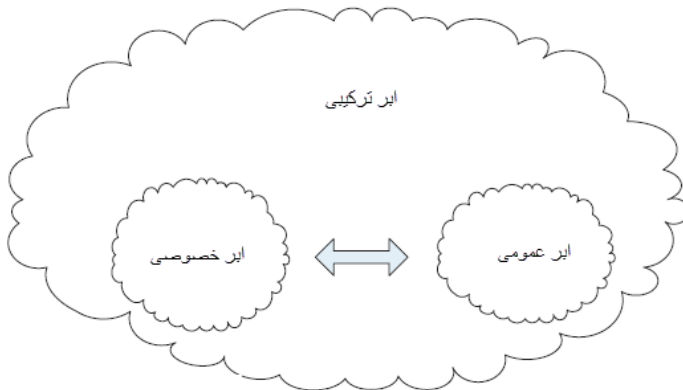 ابر ترکیبی
ابر عمومی
ابر خصوصی